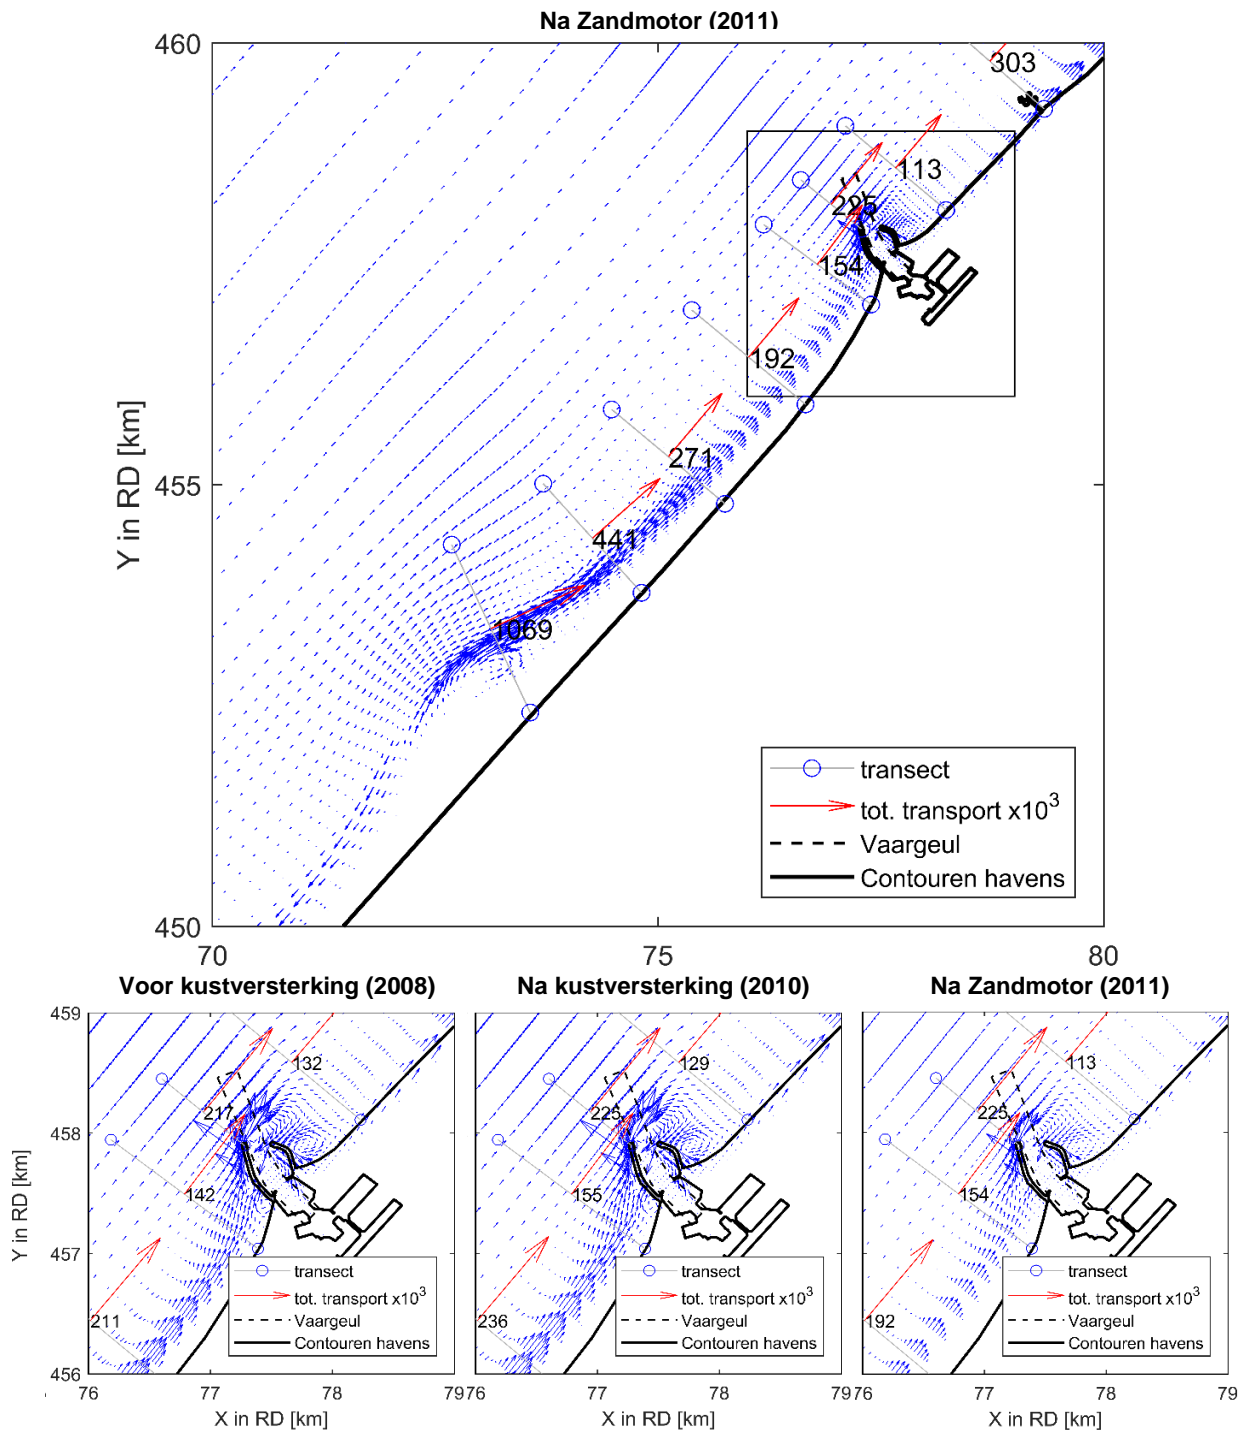 Na Zandmotor (2011)
460
303
113
225
154
192
Y in RD [km]
455
271
441
1069
transect
tot. transport x10³
Vaargeul
Contouren havens
450
70
75
80
Voor kustversterking (2008)
Na kustversterking (2010)
Na Zandmotor (2011)
459
132
217
458
142
Y in RD [km]
457
211
transect
tot. transport x10³
Vaargeul
Contouren havens
456
76
77
78
79
X in RD [km]
129
225
155
236
transect
tot. transport x10³
Vaargeul
Contouren havens
76
77
78
79
X in RD [km]
113
225
154
192
transect
tot. transport x10³
Vaargeul
Contouren havens
76
77
78
79
X in RD [km]